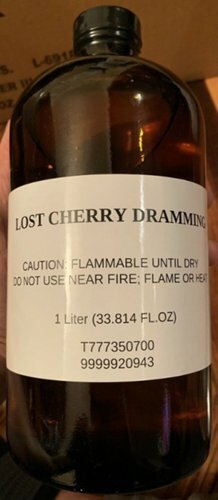 LOST CHERRY DRAMMING
CAUTION: FLAMMABLE UNTIL DRY
DO NOT USE NEAR FIRE; FLAME OR HEAT
1 Liter (33.814 FL.OZ)
T777350700
9999920943